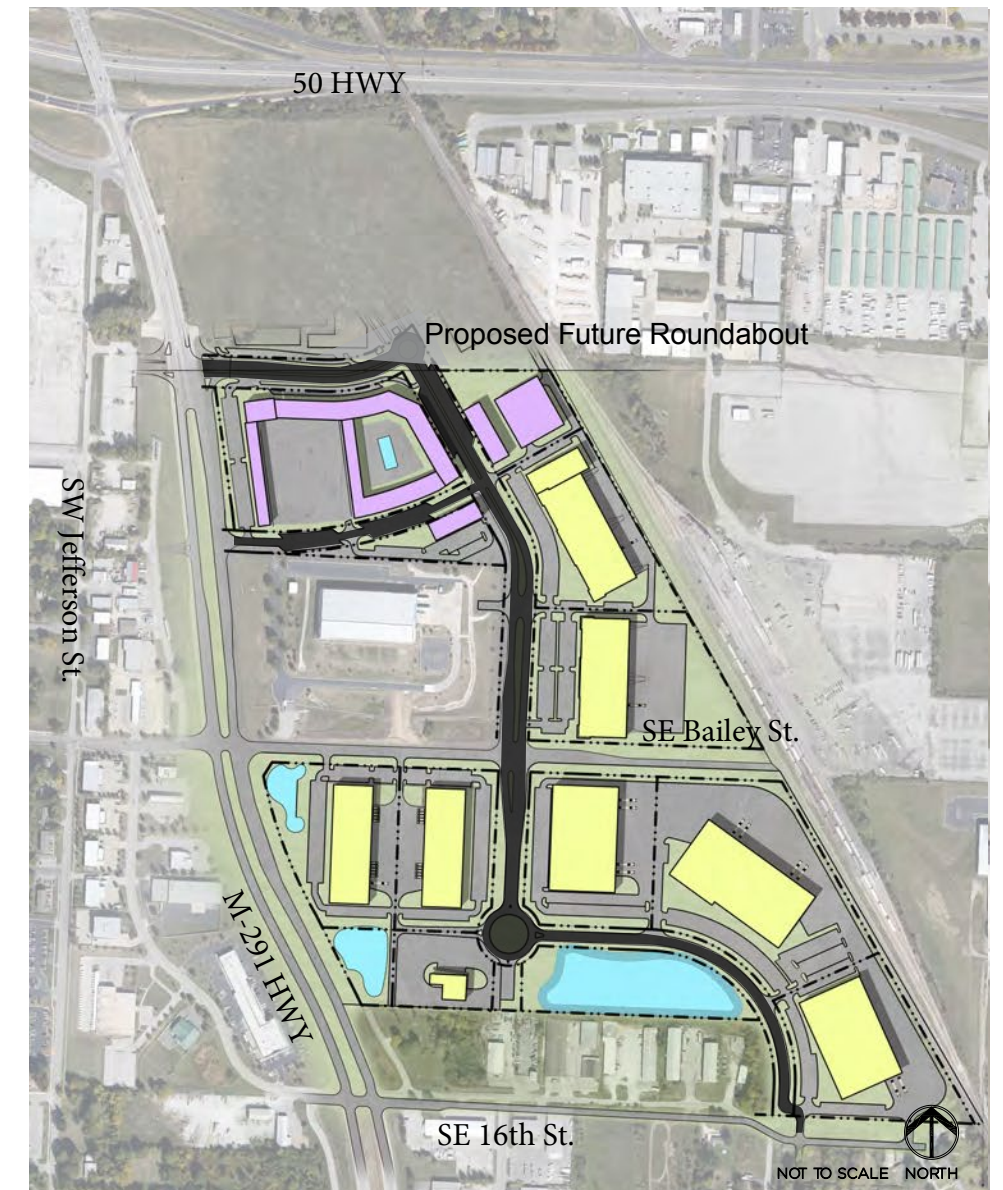 50 HWY
Proposed Future Roundabout
SW Jefferson St.
SE Bailey St.
M-291 HWY
SE 16th St.
NOT TO SCALE NORTH